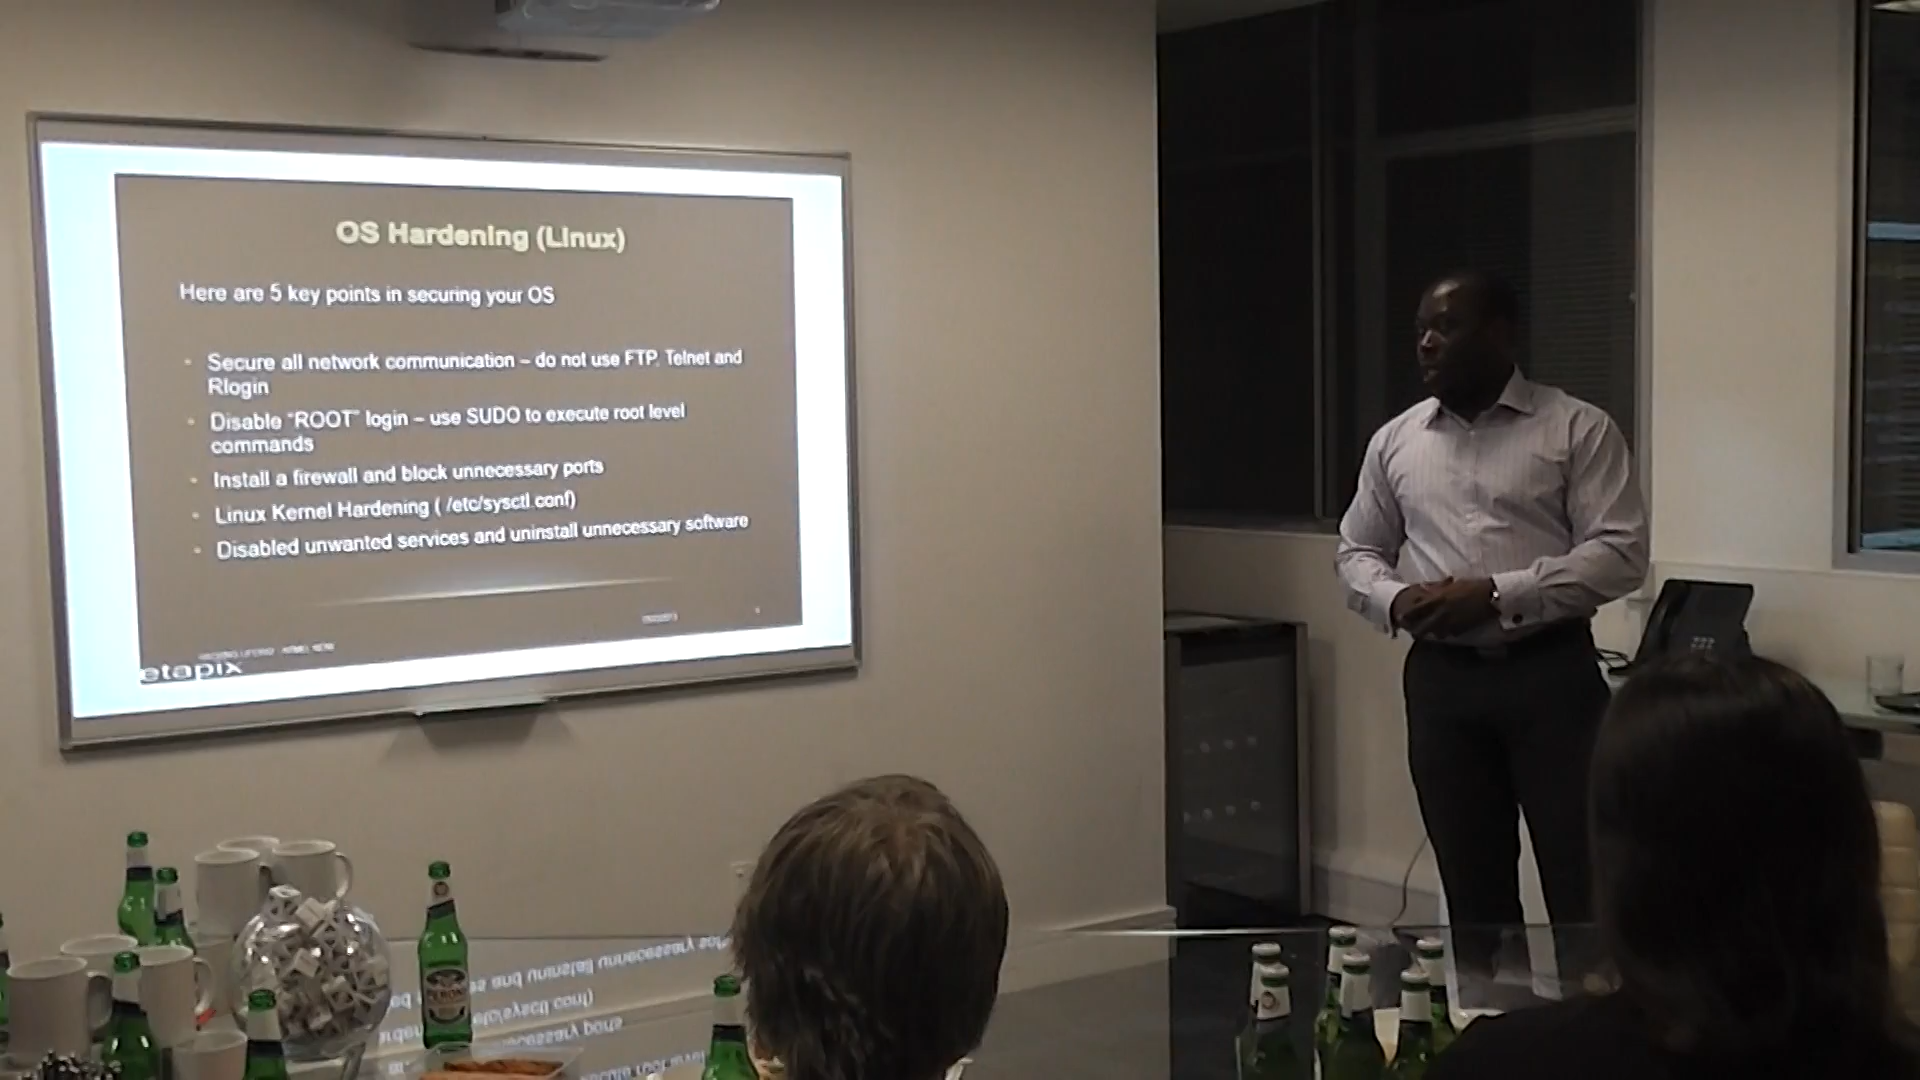 OS Hardening (Linux)
Here are 5 key points in securing your OS
Secure all network communication – do not use FTP, Telnet and
Rlogin
Disable “ROOT” login – use SUDO to execute root level
commands
Install a firewall and block unnecessary ports
Linux Kernel Hardening ( /etc/sysctl.conf)
Disabled unwanted services and uninstall unnecessary software
etapix
PERONI